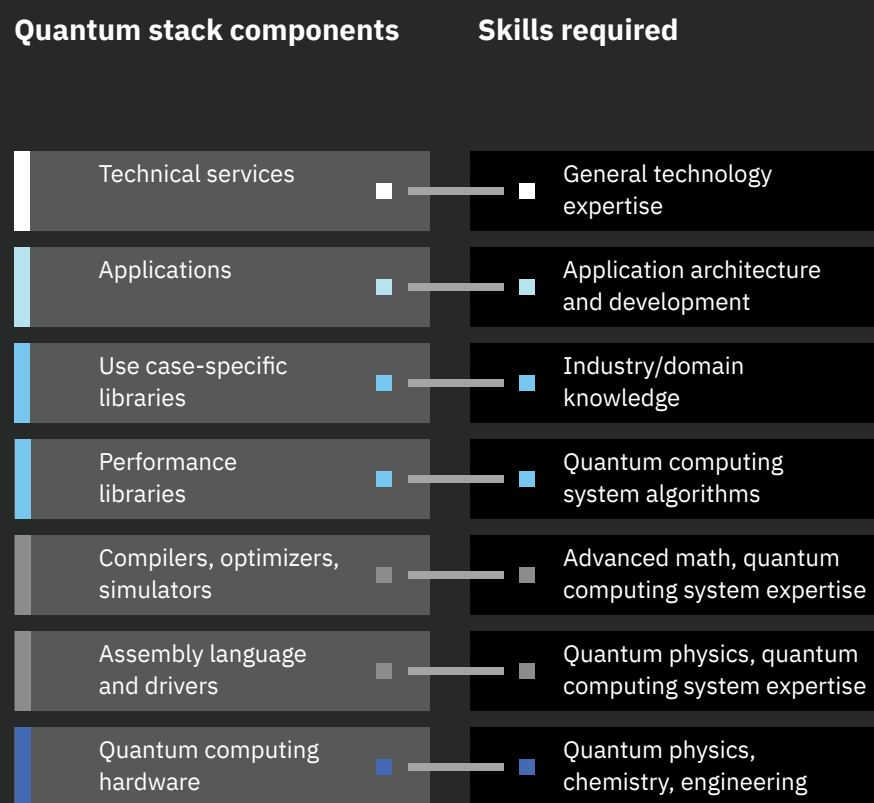 Quantum stack components
Skills required
Technical services
General technology
expertise
Applications
Application architecture
and development
Use case-specific
libraries
Industry/domain
knowledge
Performance
libraries
Quantum computing
system algorithms
Compilers, optimizers,
simulators
Advanced math, quantum
computing system expertise
Assembly language
and drivers
Quantum physics, quantum
computing system expertise
Quantum computing
hardware
Quantum physics,
chemistry, engineering